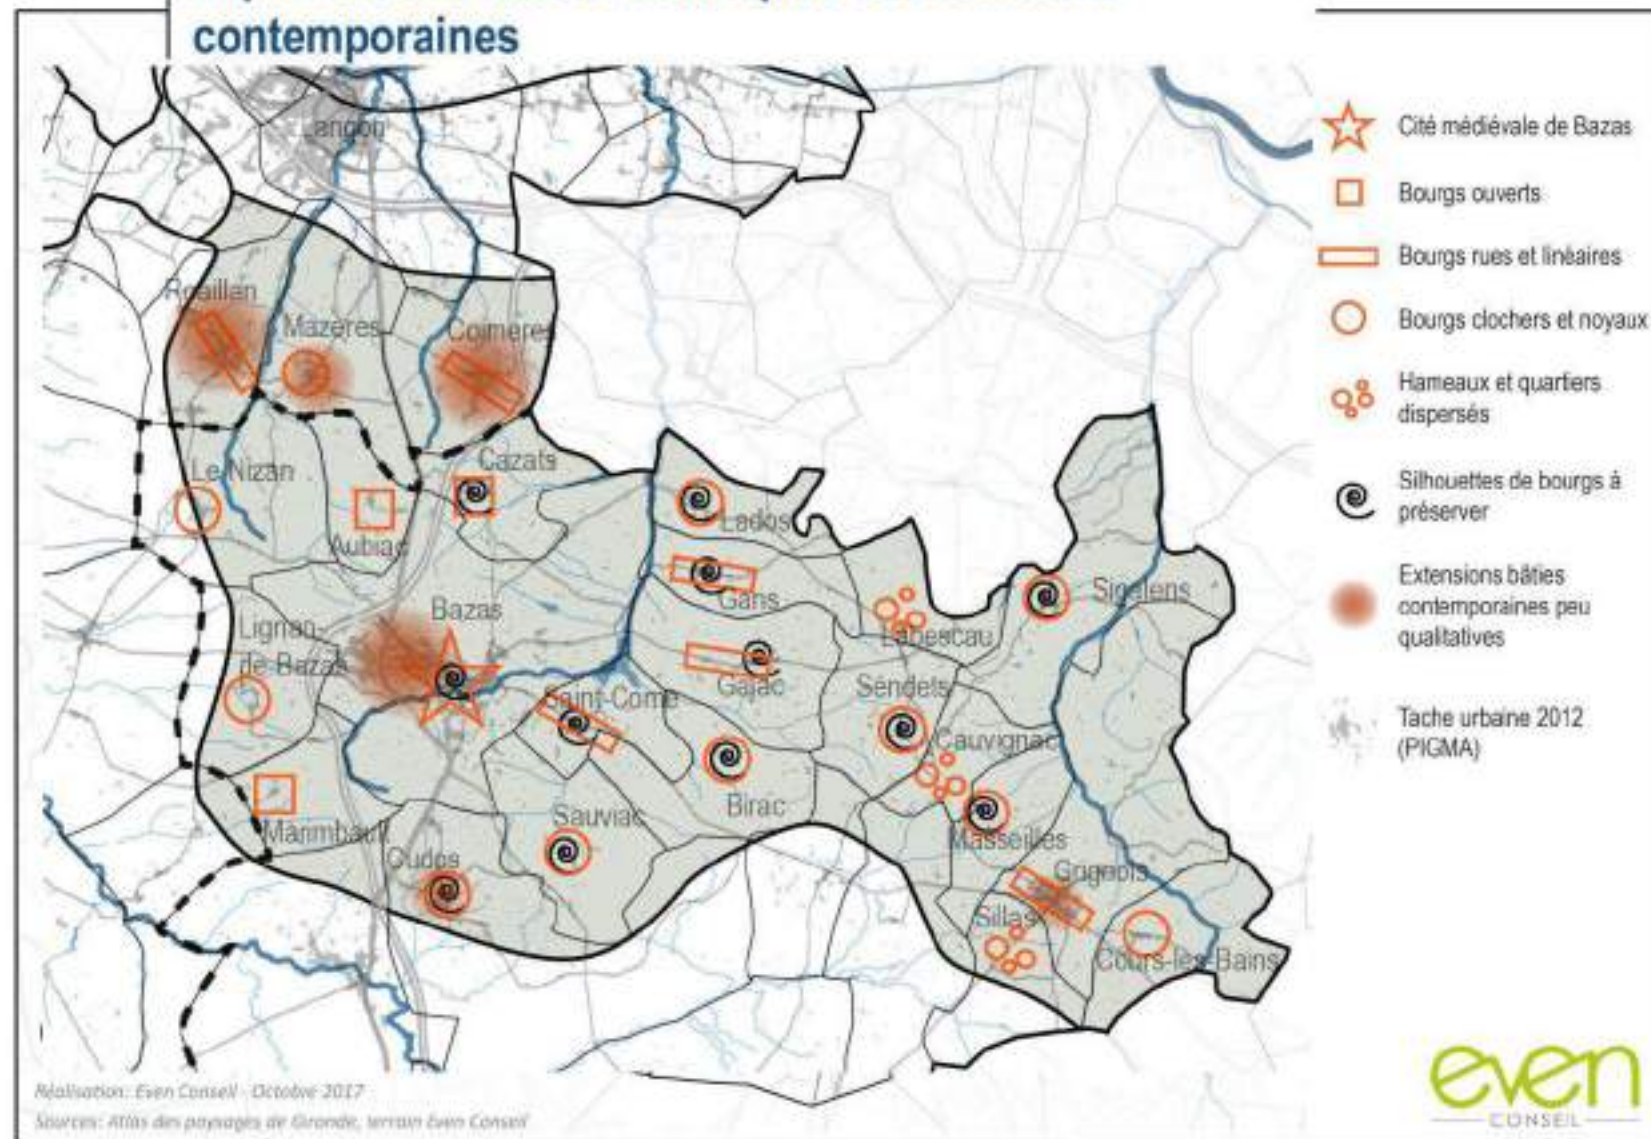 contemporaines
Langon
Roaillan
Mazères
Coimères
Le Nizan
Cazats
Aubiac
Lados
Gans
Labescau
Sigalens
Bazas
Lignan-
de-Bazas
Saint-Come
Gajac
Sendets
Cauvignac
Birac
Marimbault
Sauviac
Cudos
Masseilles
Grignols
Sillas
Cours-les-Bains
Cité médiévale de Bazas
Bourgs ouverts
Bourgs rues et linéaires
Bourgs clochers et noyaux
Hameaux et quartiers
dispersés
Silhouettes de bourgs à
préserver
Extensions bâties
contemporaines peu
qualitatives
Tache urbaine 2012
(PIGMA)
Réalisation: Even Conseil - Octobre 2017
Sources: Atlas des paysages de Gironde, terrain Even Conseil
even
CONSEIL